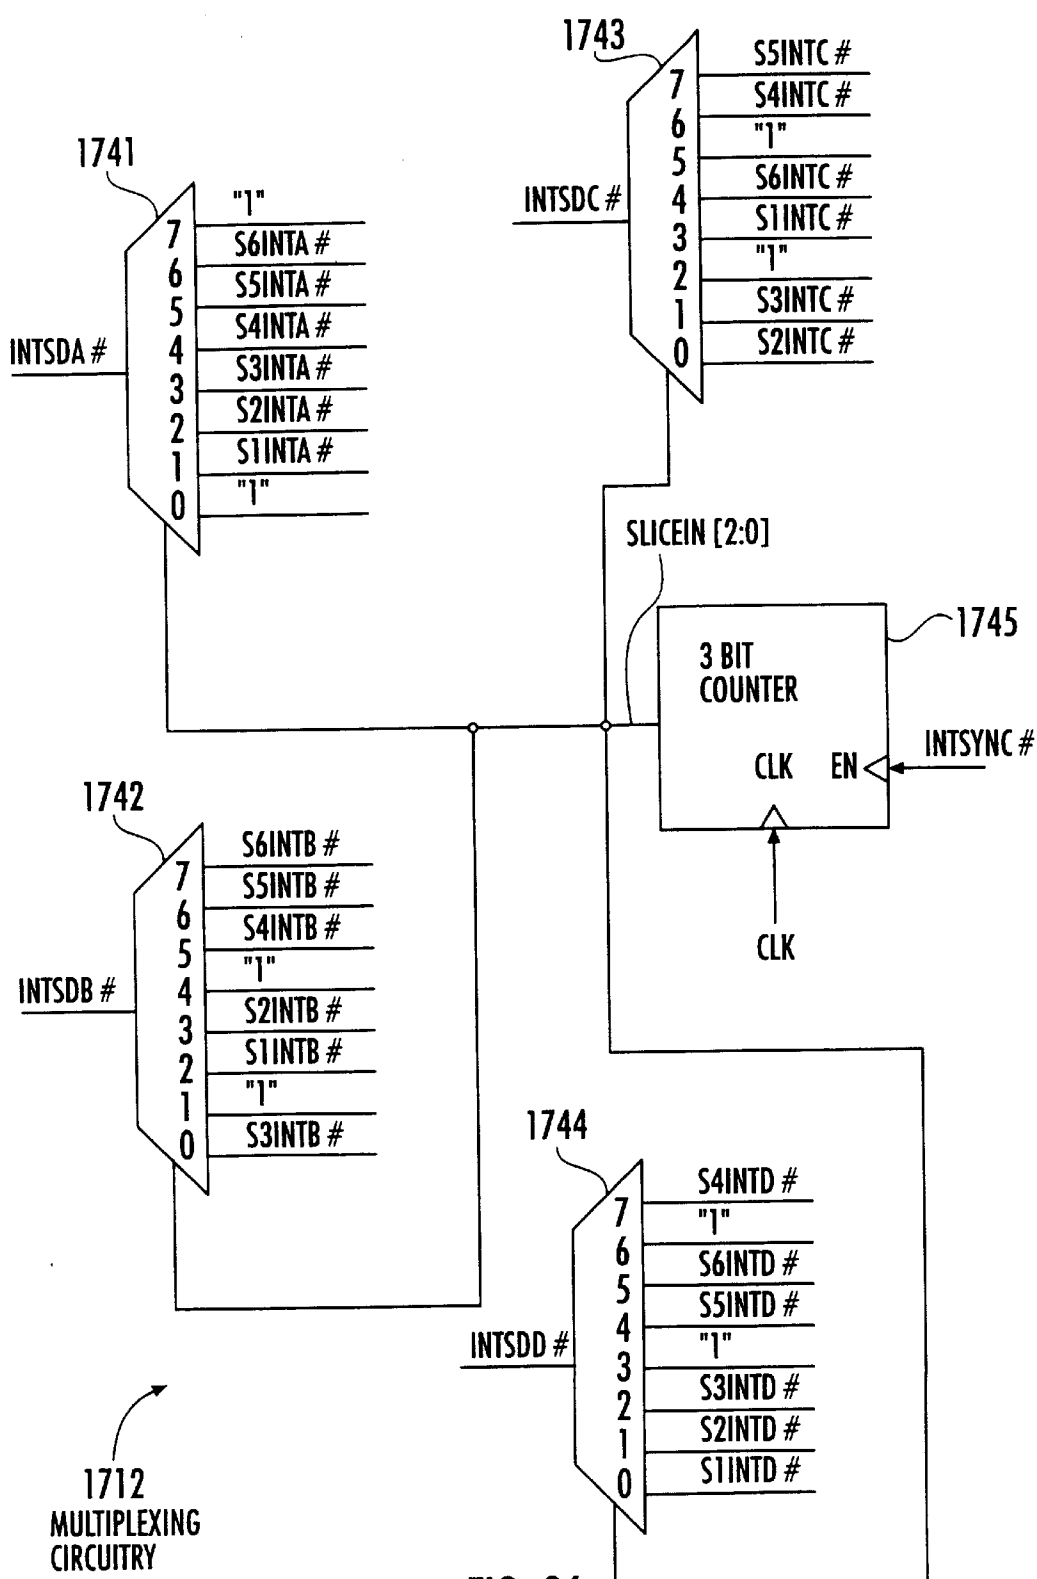 1743
S5INTC #
7
S4INTC #
6
"1"
5
S6INTC #
4
S1INTC #
3
"1"
2
S3INTC #
1
S2INTC #
0
INTSDC #
1741
"1"
7
S6INTA #
6
S5INTA #
5
S4INTA #
4
S3INTA #
3
S2INTA #
2
S1INTA #
1
"1"
0
INTSDA #
SLICEIN [2:0]
1745
3 BIT
COUNTER
CLK EN
INTSYNC #
CLK
1742
S6INTB #
7
S5INTB #
6
S4INTB #
5
"1"
4
S2INTB #
3
S1INTB #
2
"1"
1
S3INTB #
0
INTSDB #
1744
S4INTD #
7
"1"
6
S6INTD #
5
S5INTD #
4
"1"
3
S3INTD #
2
S2INTD #
1
S1INTD #
0
INTSDD #
1712
MULTIPLEXING
CIRCUITRY